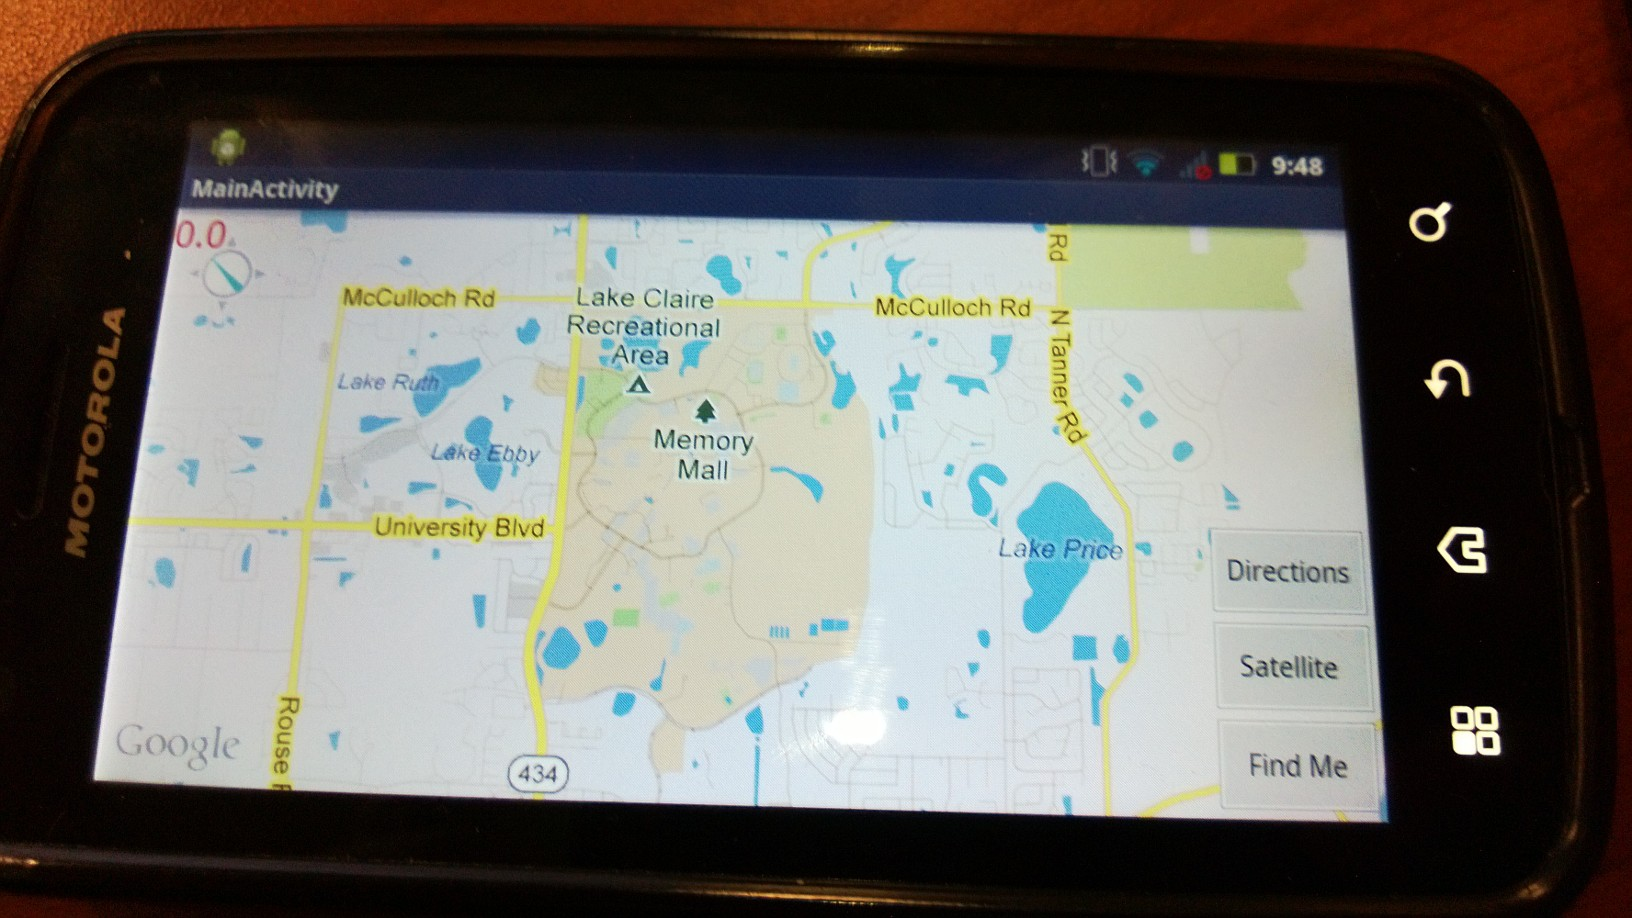 MOTOROLA
9:48
MainActivity
0.0
Rd
McCulloch Rd
Lake Claire
Recreational
Area
McCulloch Rd
N Tanner Rd
Lake Ruth
Memory
Mall
Lake Ebby
University Blvd
Lake Price
Directions
Satellite
Find Me
Rouse
434
Google